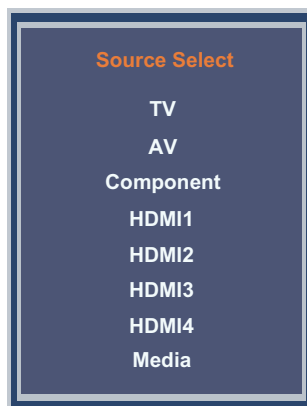 Source Select
TV
AV
Component
HDMI1
HDMI2
HDMI3
HDMI4
Media